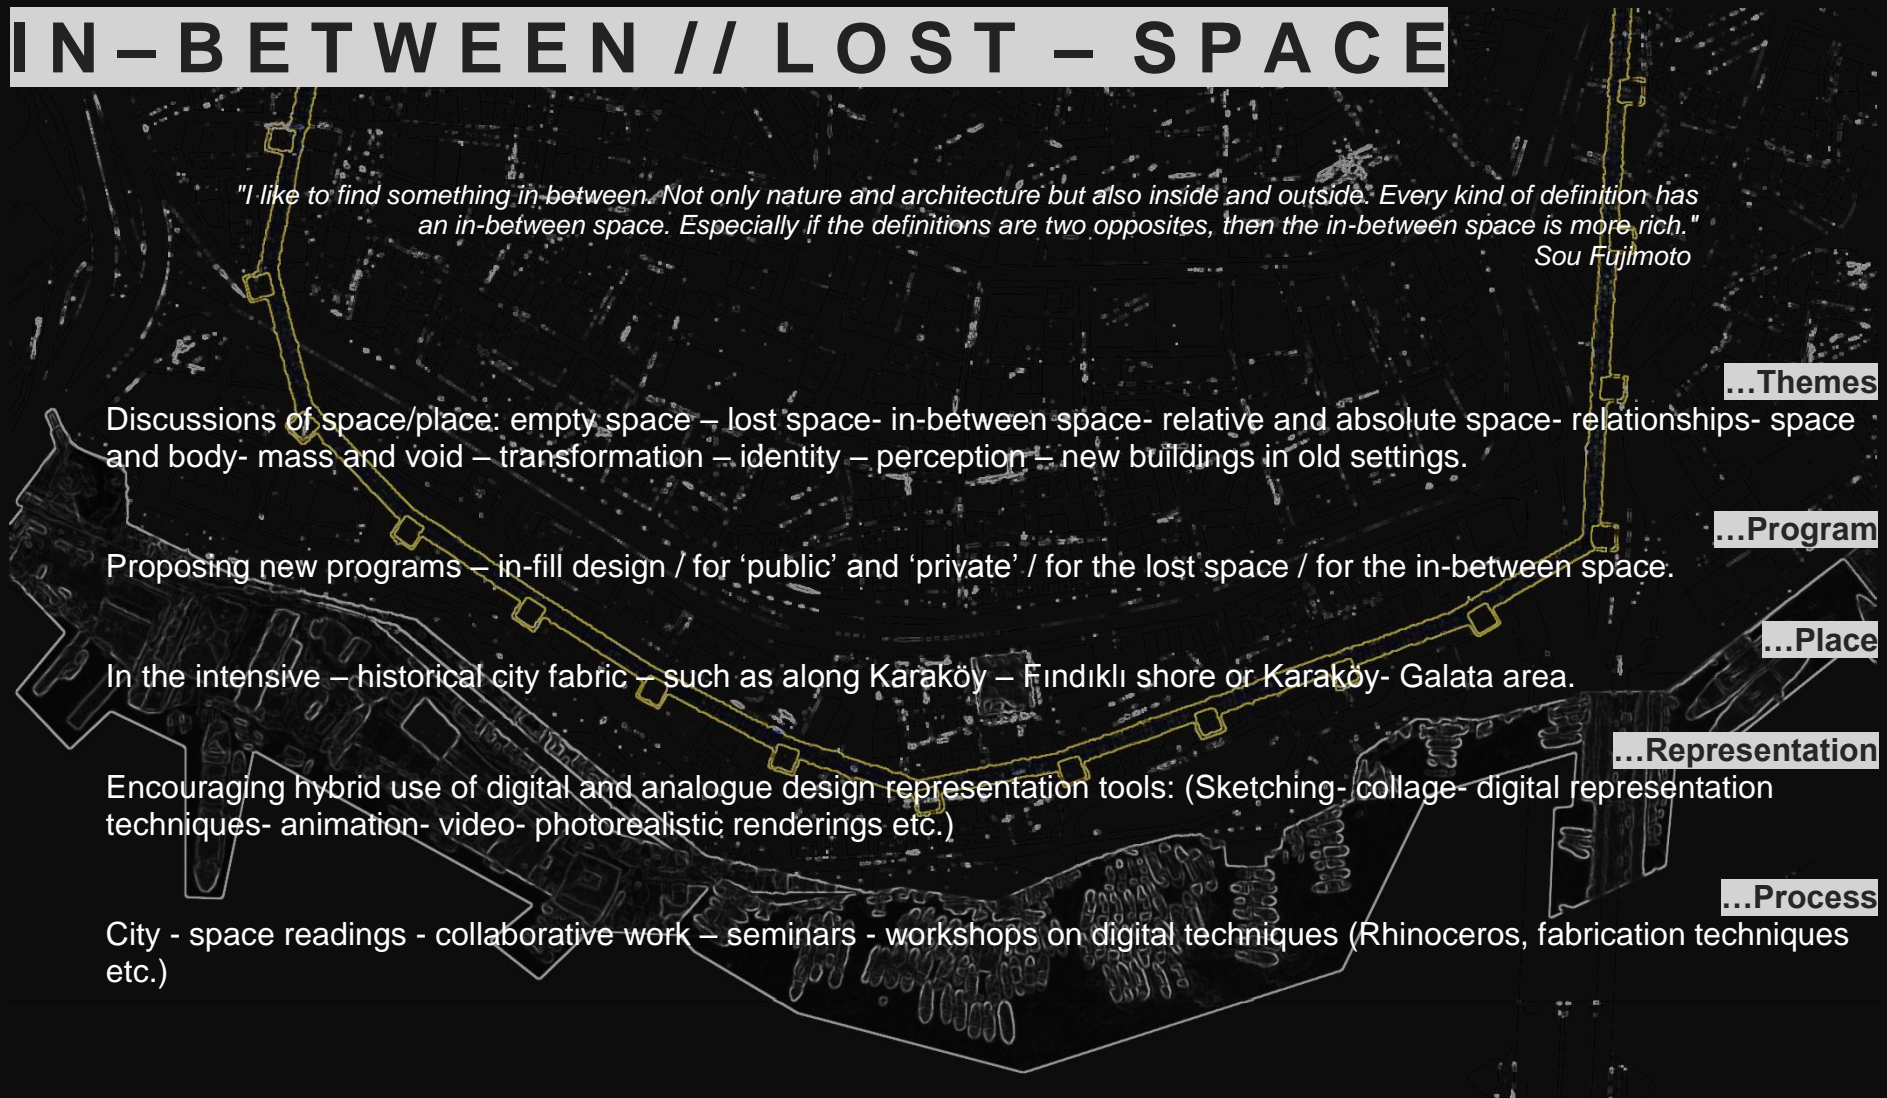 IN–BETWEEN // LOST – SPACE
"I like to find something in between. Not only nature and architecture but also inside and outside. Every kind of definition has
an in-between space. Especially if the definitions are two opposites, then the in-between space is more rich."
Sou Fujimoto
…Themes
Discussions of space/place: empty space – lost space- in-between space- relative and absolute space- relationships- space
and body- mass and void – transformation – identity – perception – new buildings in old settings.
…Program
Proposing new programs – in-fill design / for ‘public’ and ‘private’ / for the lost space / for the in-between space.
…Place
In the intensive – historical city fabric – such as along Karaköy – Fındıklı shore or Karaköy- Galata area.
…Representation
Encouraging hybrid use of digital and analogue design representation tools: (Sketching- collage- digital representation
techniques- animation- video- photorealistic renderings etc.)
…Process
City - space readings - collaborative work – seminars - workshops on digital techniques (Rhinoceros, fabrication techniques
etc.)